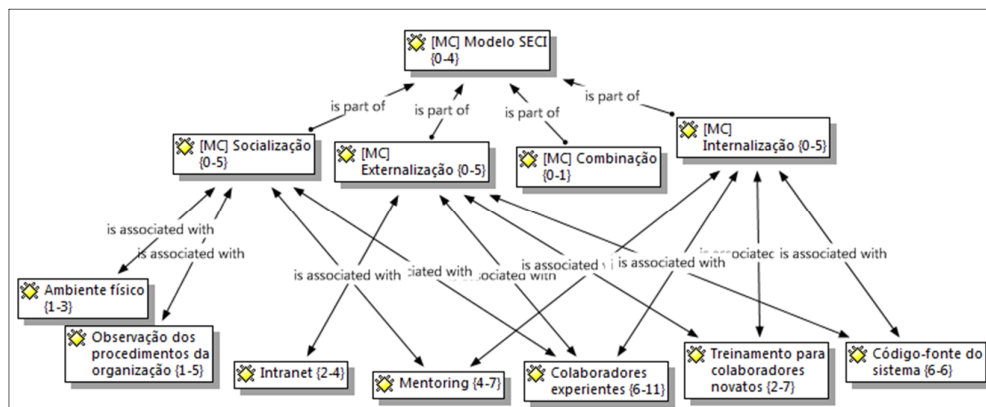 [MC] Modelo SECI
{0-4}
is part of
is part of
is part of
is part of
[MC] Socialização
{0-5}
[MC]
Externalização {0-5}
[MC] Combinação
{0-1}
[MC]
Internalização {0-5}
is associated with
is associated with
is associated with
with
associated with
is associated
is associated with
associated
is associated with
Ambiente físico
{1-3}
Observação dos
procedimentos da
organização {1-5}
Intranet {2-4}
Mentoring {4-7}
Colaboradores
experientes {6-11}
Treinamento para
colaboradores
novatos {2-7}
Código-fonte do
sistema {6-6}